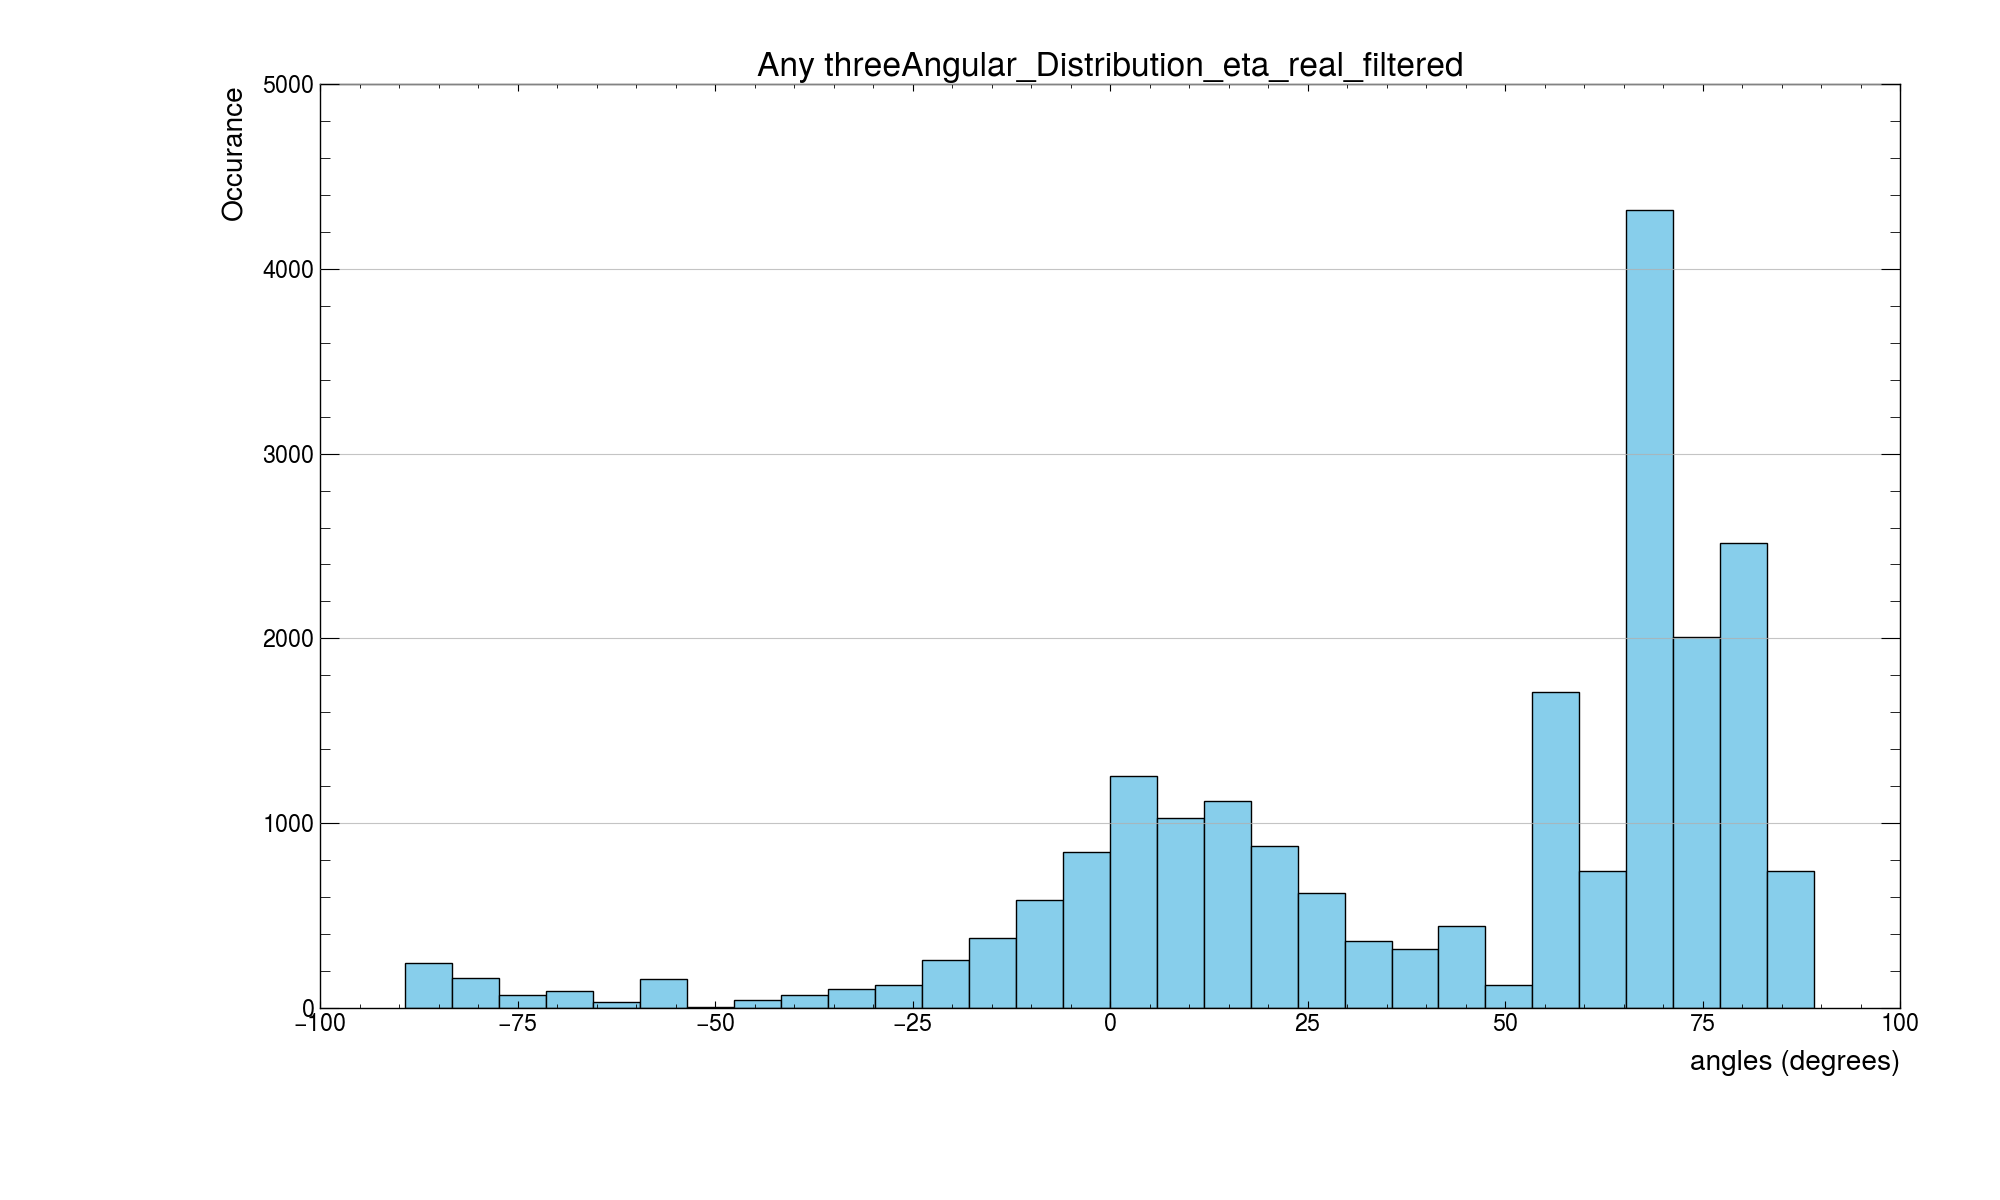 Any threeAngular_Distribution_eta_real_filtered
Occurance
5000
4000
3000
2000
1000
0
−100 −75 −50 −25 0 25 50 75 100
angles (degrees)